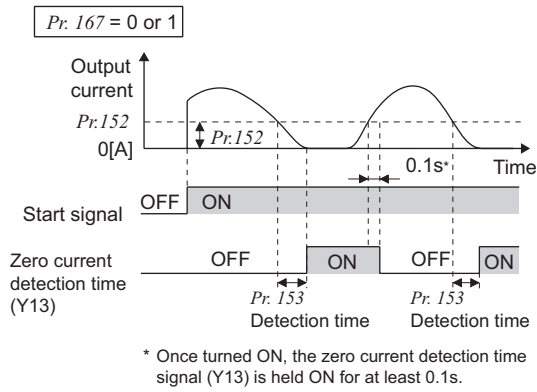 Pr. 167 = 0 or 1
Output
current
Pr.152
Pr.152
0[A]
Time
0.1s*
Start signal
OFF
ON
Zero current
detection time
(Y13)
OFF
ON
OFF
ON
Pr. 153
Detection time
Pr. 153
Detection time
* Once turned ON, the zero current detection time
signal (Y13) is held ON for at least 0.1s.